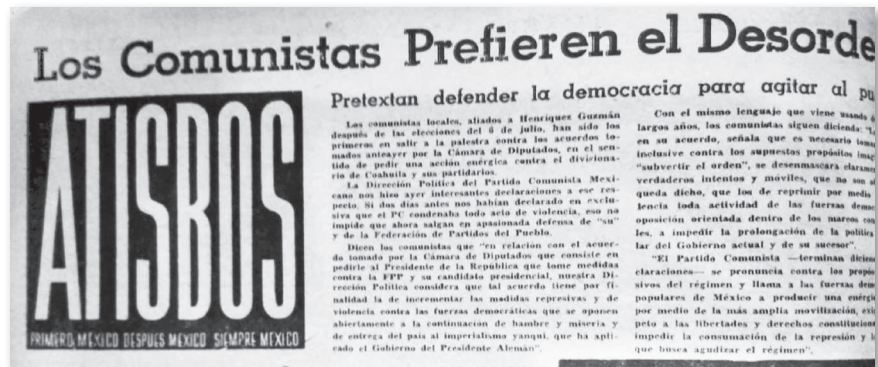 Los Comunistas Prefieren el Desorde
Pretextan defender la democracia para agitar al pu
ATISBOS
PRIMERO MEXICO DESPUES MEXICO SIEMPRE MEXICO
Los comunistas locales, aliados a Henríquez Guzmán
después de las elecciones del 6 de julio, han sido los
primeros en salir a la palestra contra los acuerdos to-
mados anteayer por la Cámara de Diputados, en el sen-
tido de pedir una acción enérgica contra el divisiona-
rio de Coahuila y sus partidarios.
La Dirección Política del Partido Comunista Mexi-
cano nos hizo ayer interesantes declaraciones a ese res-
pecto. Si dos días antes nos habían declarado en exclu-
siva que el PC condenaba todo acto de violencia, eso no
impide que ahora salgan en apasionada defensa de "su"
y de la Federación de Partidos del Pueblo.
Dicen los comunistas que "en relación con el acuer-
do tomado por la Cámara de Diputados que consiste en
pedirle al Presidente de la República que tome medidas
contra la FPP y su candidato presidencial, nuestra Di-
rección Política considera que tal acuerdo tiene por fi-
nalidad la de incrementar las medidas represivas y de
violencia contra las fuerzas democráticas que se oponen
abiertamente a la continuación de hambre y miseria y
de entrega del país al imperialismo yanqui, que ha apli-
cado el Gobierno del Presidente Alemán".
Con el mismo lenguaje que viene usando
largos años, los comunistas siguen diciendo:
en su acuerdo, señala que es necesario tomar
inclusive contra los supuestos propósitos imag
"subvertir el orden", se desenmascara claramen
verdaderos intentos y móviles, que no son
queda dicho, que los de reprimir por media
lencia toda actividad de las fuerzas democ
oposición orientada dentro de los marcos con
les, a impedir la prolongación de la política
lar del Gobierno actual y de su sucesor".
"El Partido Comunista —terminan diciend
claraciones— se pronuncia contra los propós
sivos del régimen y llama a las fuerzas dem
populares de México a producir una enérgi
por medio de la más amplia movilización, exi
peto a las libertades y derechos constitucion
impedir la consumación de la represión y l
que busca agudizar el régimen".